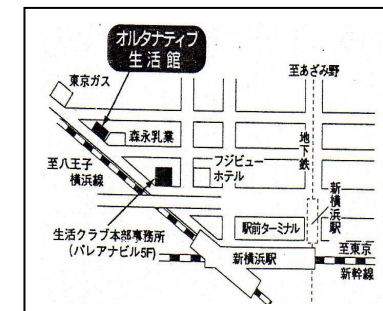 オルタナティブ
生活館
東京ガス
至あざみ野
森永乳業
地下鉄
至八王子
横浜線
フジビュー
ホテル
新横浜駅
生活クラブ本部事務所
(バレアナビル5F)
駅前ターミナル
新横浜駅
至東京
新幹線